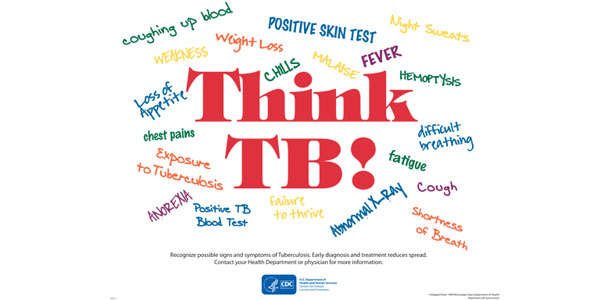 coughing up blood
POSITIVE SKIN TEST
Night Sweats
WEAKNESS
Weight Loss
CHILLS
MALAISE
FEVER
HEMOPTYSIS
Loss of
Appetite
Think
TB!
chest pains
difficult
breathing
Exposure
to Tuberculosis
fatigue
ANOREXIA
Positive TB
Blood Test
failure
to thrive
Abnormal X-RAY
Cough
Shortness
of Breath
Recognize possible signs and symptoms of Tuberculosis. Early diagnosis and treatment reduces spread.
Contact your Health Department or physician for more information.
CDC
U.S. Department of
Health and Human Services
Centers for Disease
Control and Prevention